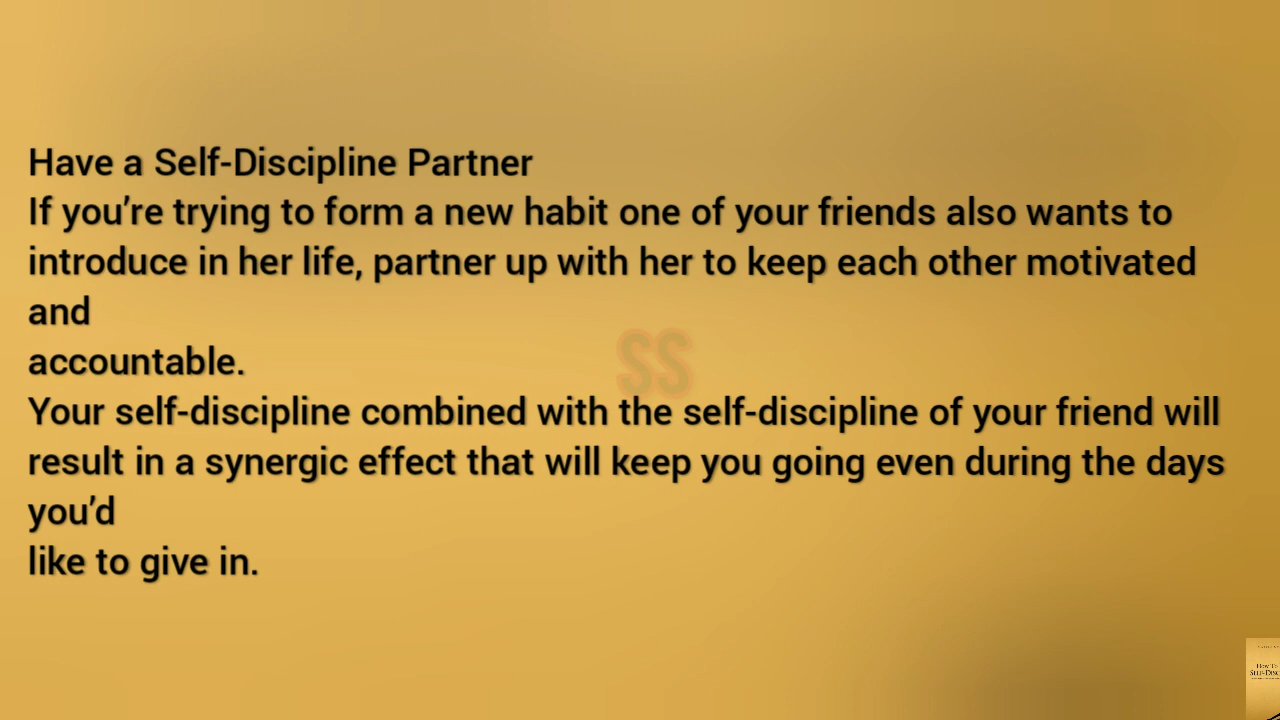 Have a Self-Discipline Partner
If you’re trying to form a new habit one of your friends also wants to
introduce in her life, partner up with her to keep each other motivated
and
accountable.
SS
Your self-discipline combined with the self-discipline of your friend will
result in a synergic effect that will keep you going even during the days
you’d
like to give in.
How To